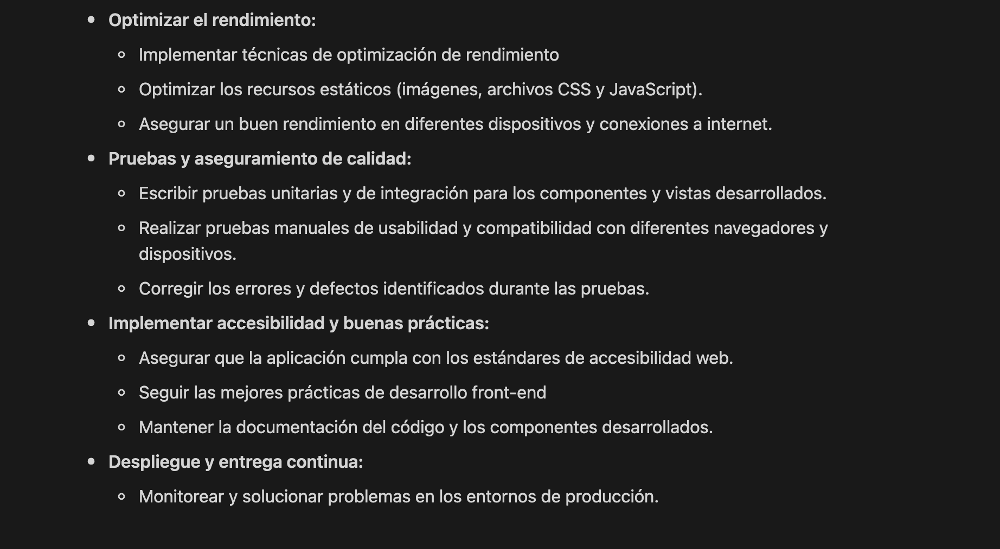 • Optimizar el rendimiento:
◦ Implementar técnicas de optimización de rendimiento
◦ Optimizar los recursos estáticos (imágenes, archivos CSS y JavaScript).
◦ Asegurar un buen rendimiento en diferentes dispositivos y conexiones a internet.
• Pruebas y aseguramiento de calidad:
◦ Escribir pruebas unitarias y de integración para los componentes y vistas desarrollados.
◦ Realizar pruebas manuales de usabilidad y compatibilidad con diferentes navegadores y
dispositivos.
◦ Corregir los errores y defectos identificados durante las pruebas.
• Implementar accesibilidad y buenas prácticas:
◦ Asegurar que la aplicación cumpla con los estándares de accesibilidad web.
◦ Seguir las mejores prácticas de desarrollo front-end
◦ Mantener la documentación del código y los componentes desarrollados.
• Despliegue y entrega continua:
◦ Monitorear y solucionar problemas en los entornos de producción.